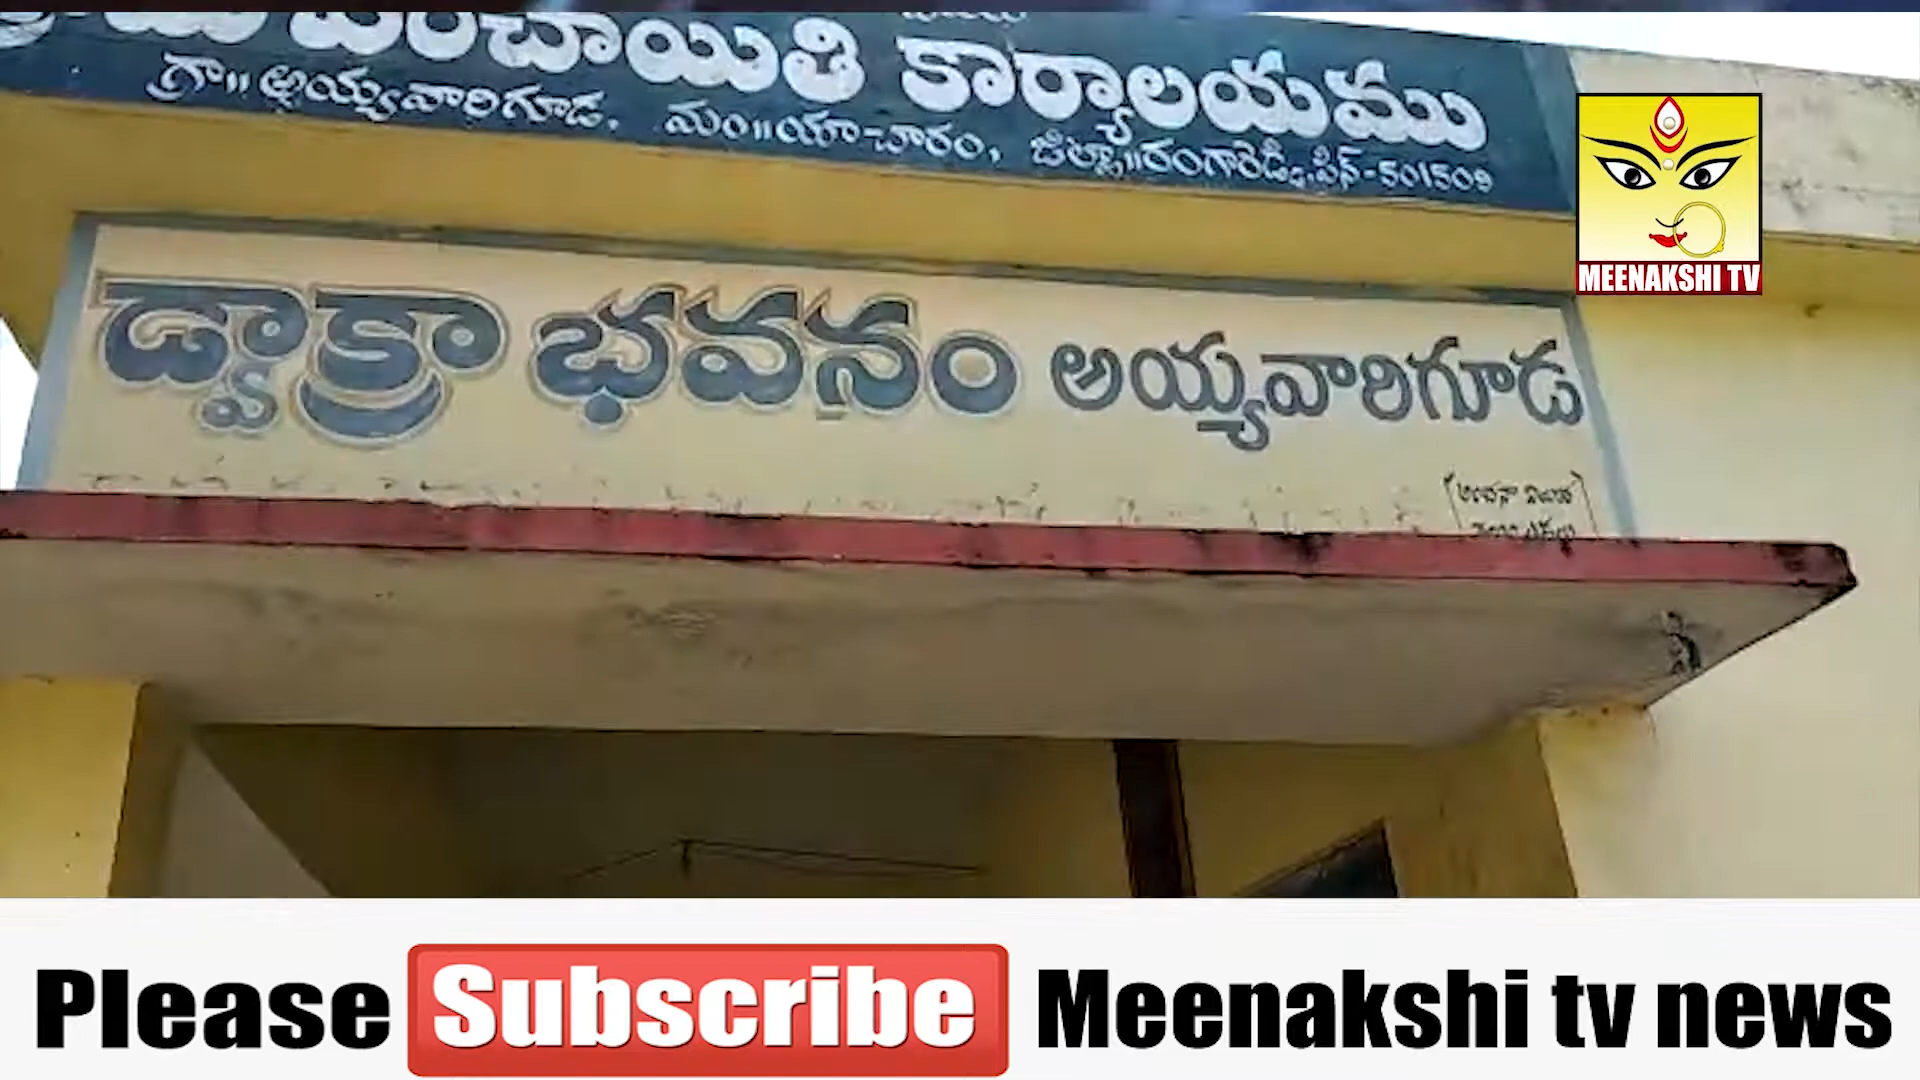 పంచాయితి కార్యాలయము
గ్రా॥ అయ్యవారిగూడ, మం॥యాచారం, జిల్లా॥రంగారెడ్డి,పిన్-501509
MEENAKSHI TV
డ్వాక్రా భవనం అయ్యవారిగూడ
Please Subscribe Meenakshi tv news